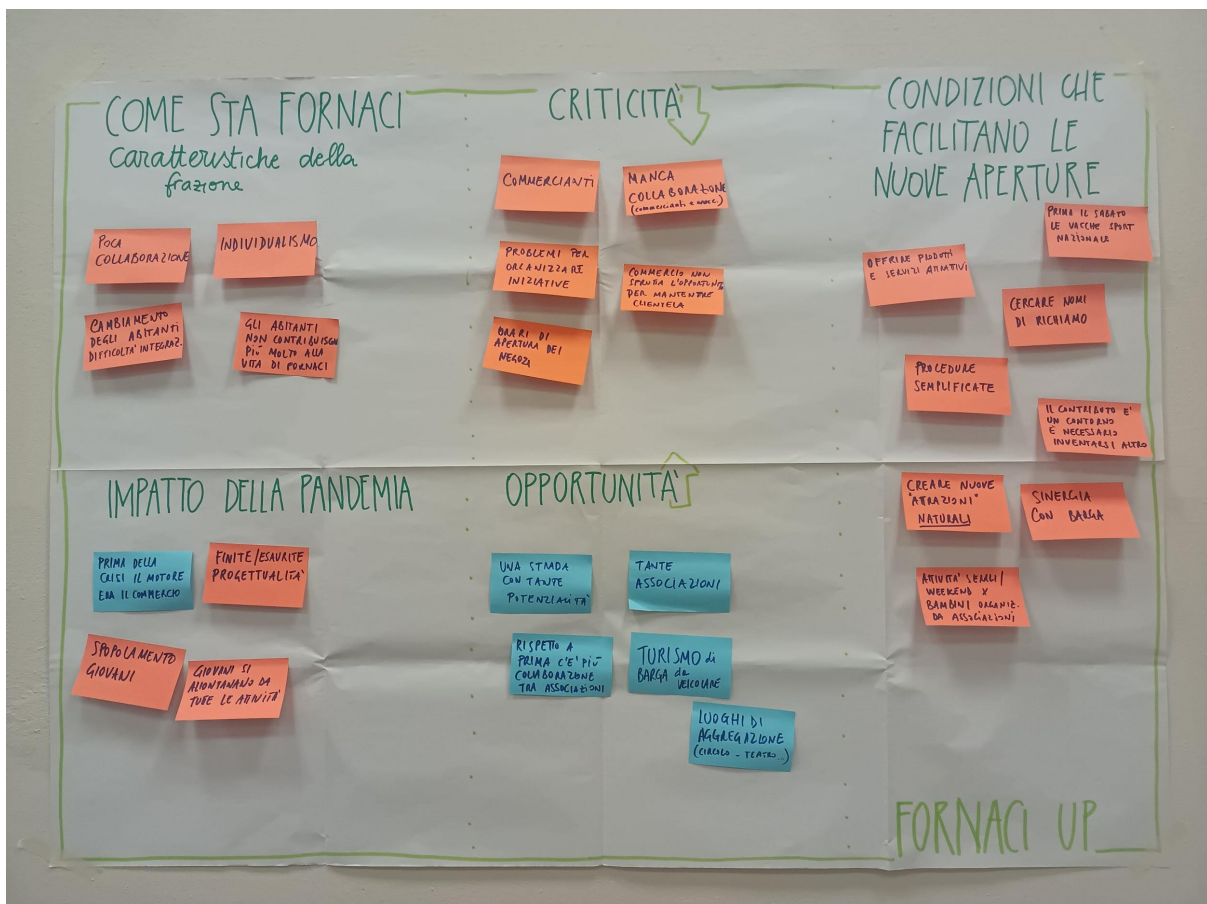 COME STA FORNACI
Caratteristiche della
frazione
POCA
COLLABORAZIONE
INDIVIDUALISMO
CAMBIAMENTO
DEGLI ABITANTI
DIFFICOLTA' INTEGRAZ.
GLI ABITANTI
NON CONTRIBUISCONO
PIÙ MOLTO ALLA
VITA DI FORNACI
CRITICITÀ
COMMERCIANTI
MANCA
COLLABORAZIONE
(commercianti e assoc.)
PROBLEMI PER
ORGANIZZARE
INIZIATIVE
COMMERCIO NON
SFRUTTA L'OPPORTUNITÀ
PER MANTENERE
CLIENTELA
ORARI DI
APERTURA DEI
NEGOZI
CONDIZIONI CHE
FACILITANO LE
NUOVE APERTURE
PRIMA IL SABATO
LE VASCHE SPORT
NAZIONALE
OFFRIRE PRODOTTI
E SERVIZI ATTRATTIVI
CERCARE NOMI
DI RICHIAMO
PROCEDURE
SEMPLIFICATE
IL CONTRIBUTO E'
UN CONTORNO
È NECESSARIO
INVENTARSI ALTRO
CREARE NUOVE
"ATTRAZIONI"
NATURALI
SINERGIA
CON BARGA
ATTIVITA' SERALI/
WEEKEND X
BAMBINI ORGANIZ.
DA ASSOCIAZIONI
IMPATTO DELLA PANDEMIA
PRIMA DELLA
CRISI IL MOTORE
ERA IL COMMERCIO
FINITE/ESAURITE
PROGETTUALITA'
SPOPOLAMENTO
GIOVANI
GIOVANI SI
ALLONTANANO DA
TUTTE LE ATTIVITÀ
OPPORTUNITÀ
UNA STRADA
CON TANTE
POTENZIALITÀ
TANTE
ASSOCIAZIONI
RISPETTO A
PRIMA C'E' PIÙ
COLLABORAZIONE
TRA ASSOCIAZIONI
TURISMO di
BARGA da
VEICOLARE
LUOGHI DI
AGGREGAZIONE
(CIRCOLO - TEATRO..)
FORNACI UP